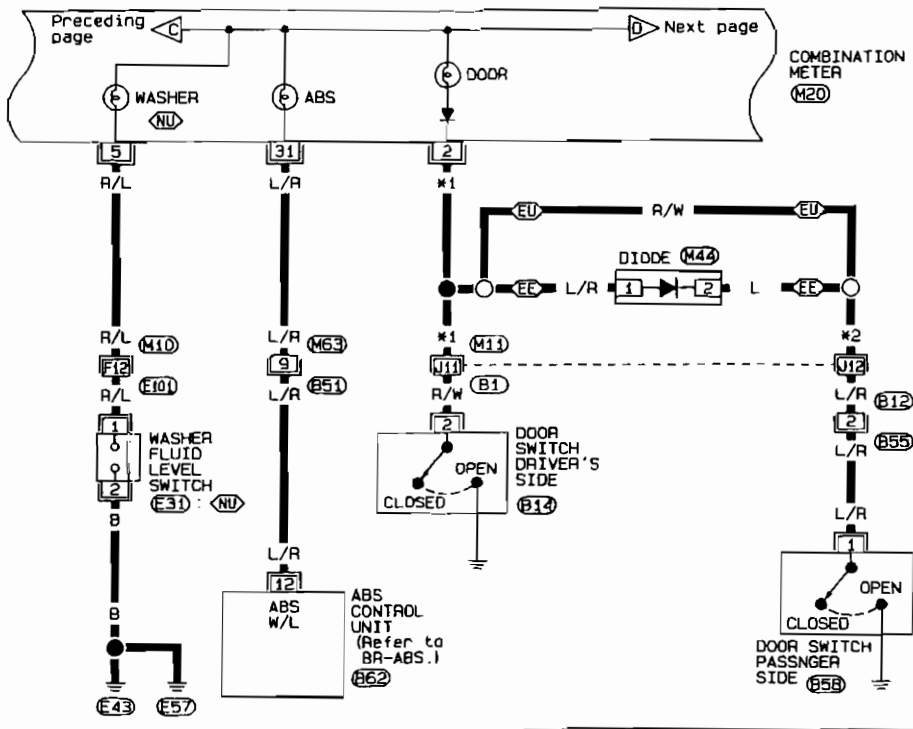 Preceding page
C
D
Next page
COMBINATION METER
M20
WASHER
NU
ABS
DOOR
5
31
2
R/L
L/R
*1
EU
R/W
EU
DIODE M44
EE
L/R
1
2
L
EE
R/L
M10
L/R
M63
*1
M11
*2
F12
9
J11
J12
E101
B51
B1
R/L
L/R
R/W
L/R
B12
1
2
2
B55
L/R
WASHER
FLUID
LEVEL
SWITCH
E31 : NU
2
DOOR
SWITCH
DRIVER'S
SIDE
B14
OPEN
CLOSED
B
L/R
L/R
12
1
B
ABS
W/L
ABS
CONTROL
UNIT
(Refer to
BR-ABS.)
B62
OPEN
CLOSED
DOOR SWITCH
PASSNGER
SIDE B58
E43
E57